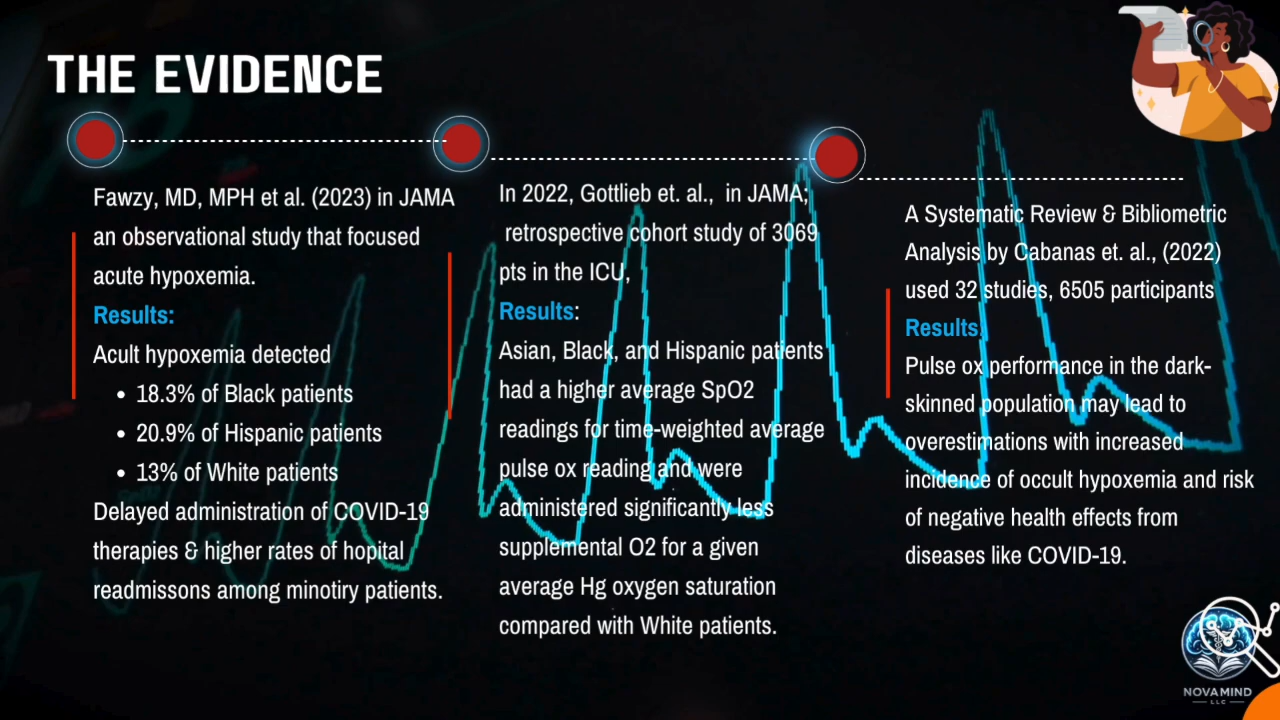 THE EVIDENCE
Fawzy, MD, MPH et al. (2023) in JAMA
an observational study that focused
acute hypoxemia.
Results:
Acult hypoxemia detected
• 18.3% of Black patients
• 20.9% of Hispanic patients
• 13% of White patients
Delayed administration of COVID-19
therapies & higher rates of hopital
readmissons among minotiry patients.
In 2022, Gottlieb et. al., in JAMA;
retrospective cohort study of 3069
pts in the ICU,
Results:
Asian, Black, and Hispanic patients
had a higher average SpO2
readings for time-weighted average
pulse ox reading and were
administered significantly less
supplemental O2 for a given
average Hg oxygen saturation
compared with White patients.
A Systematic Review & Bibliometric
Analysis by Cabanas et. al., (2022)
used 32 studies, 6505 participants
Results:
Pulse ox performance in the dark-
skinned population may lead to
overestimations with increased
incidence of occult hypoxemia and risk
of negative health effects from
diseases like COVID-19.
NOVAMIND
LLC